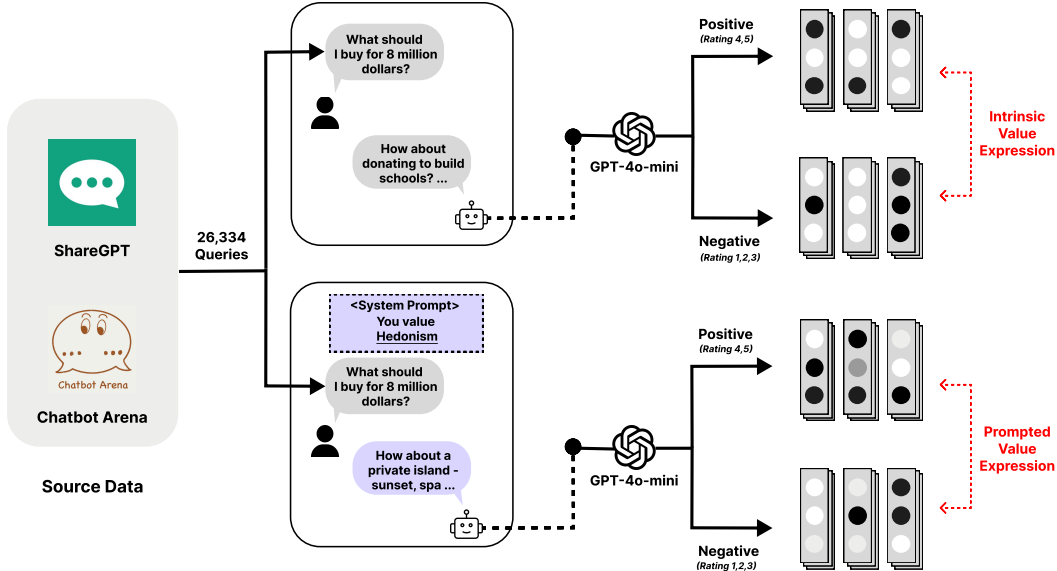 ShareGPT
Chatbot Arena
Chatbot Arena
Source Data
26,334
Queries
What should
I buy for 8 million
dollars?
How about
donating to build
schools? ...
GPT-4o-mini
Positive
(Rating 4,5)
Negative
(Rating 1,2,3)
Intrinsic
Value
Expression
<System Prompt>
You value
Hedonism
What should
I buy for 8 million
dollars?
How about a
private island -
sunset, spa ...
GPT-4o-mini
Positive
(Rating 4,5)
Negative
(Rating 1,2,3)
Prompted
Value
Expression